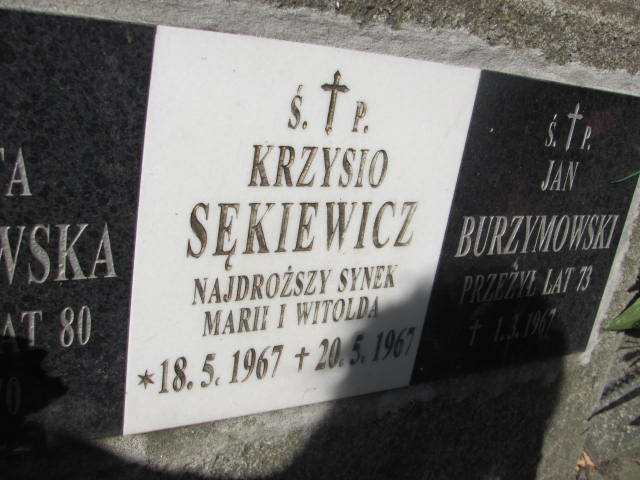 TA
WSKA
AT 80
70
Ś. P.
KRZYSIO
SĘKIEWICZ
NAJDROŻSZY SYNEK
MARII I WITOLDA
* 18. 5. 1967 + 20. 5. 1967
Ś. P.
JAN
BURZYMOWSKI
PRZEŻYŁ LAT 73
+ 1. 3. 1967